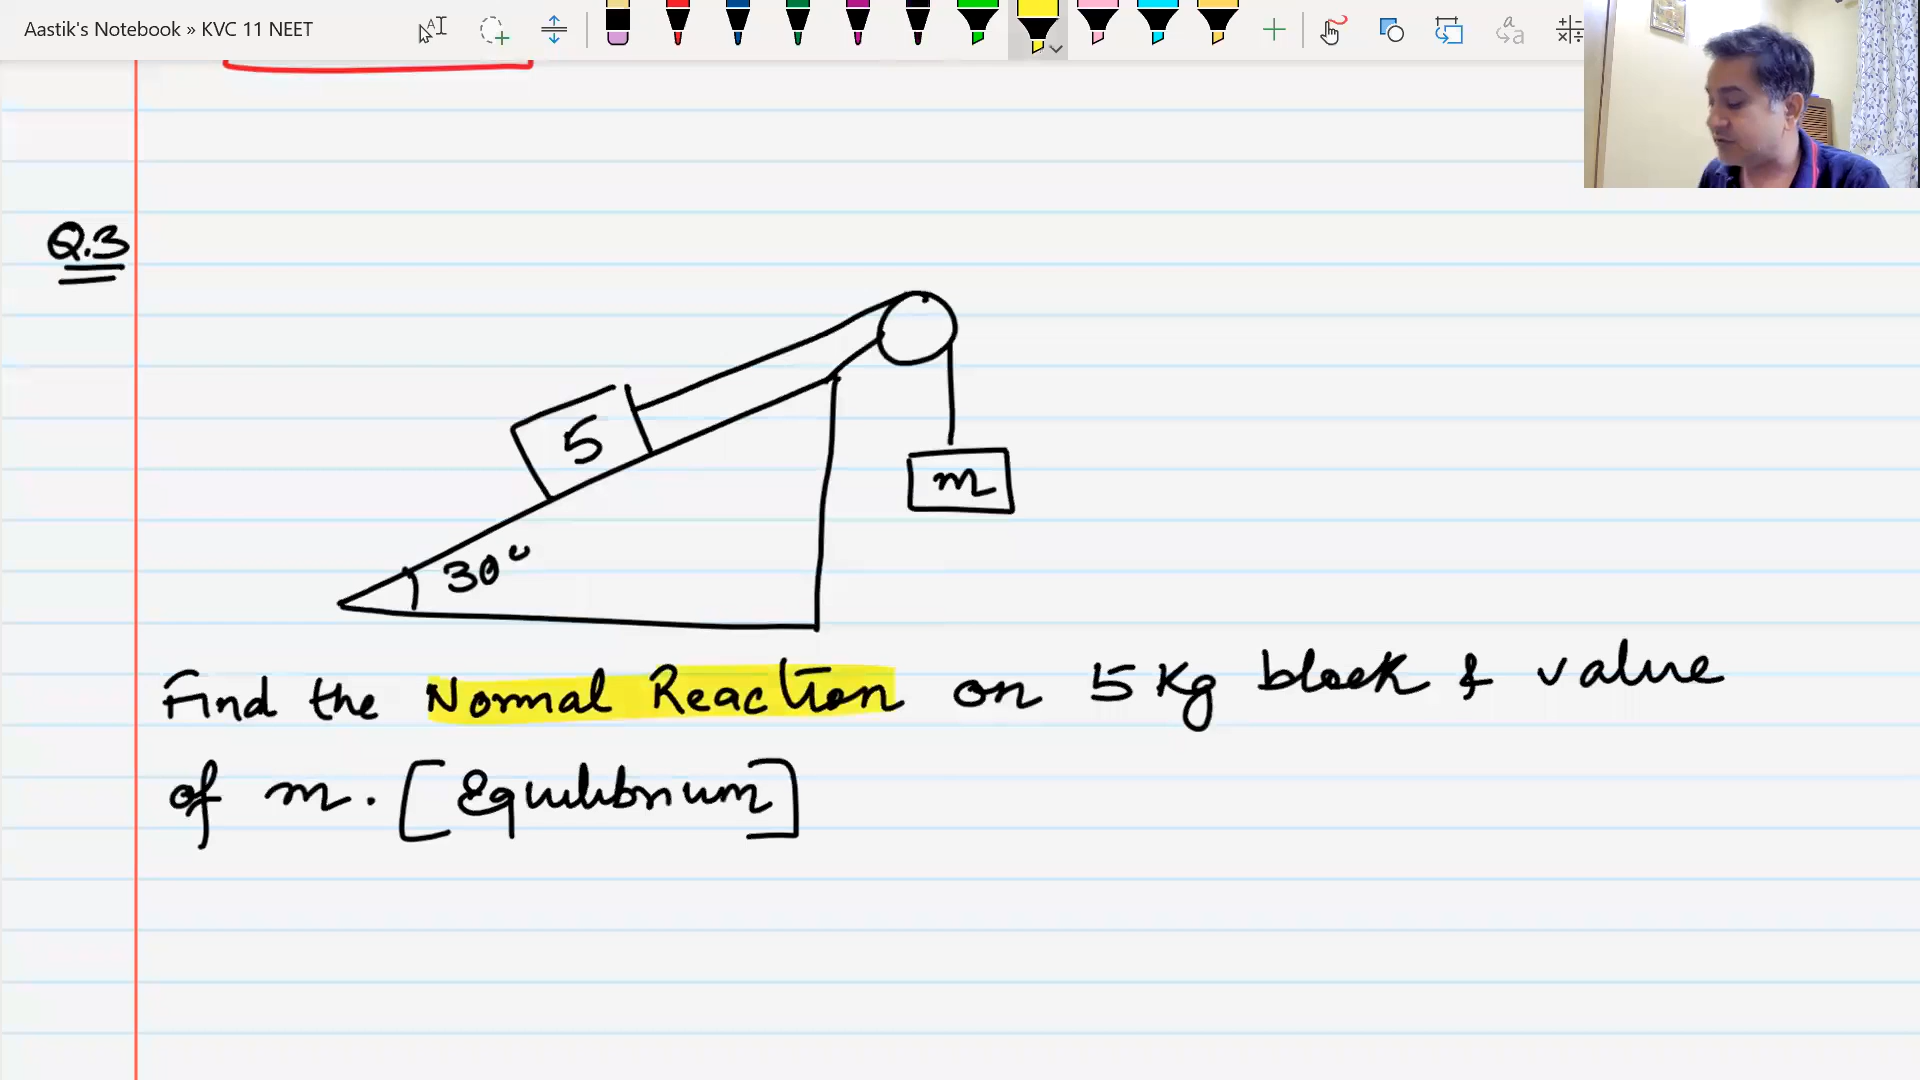 Aastik's Notebook » KVC 11 NEET
Q.3
5
m
30°
Find the Normal Reaction on 5 Kg block & value
of m. [Equilibrium]